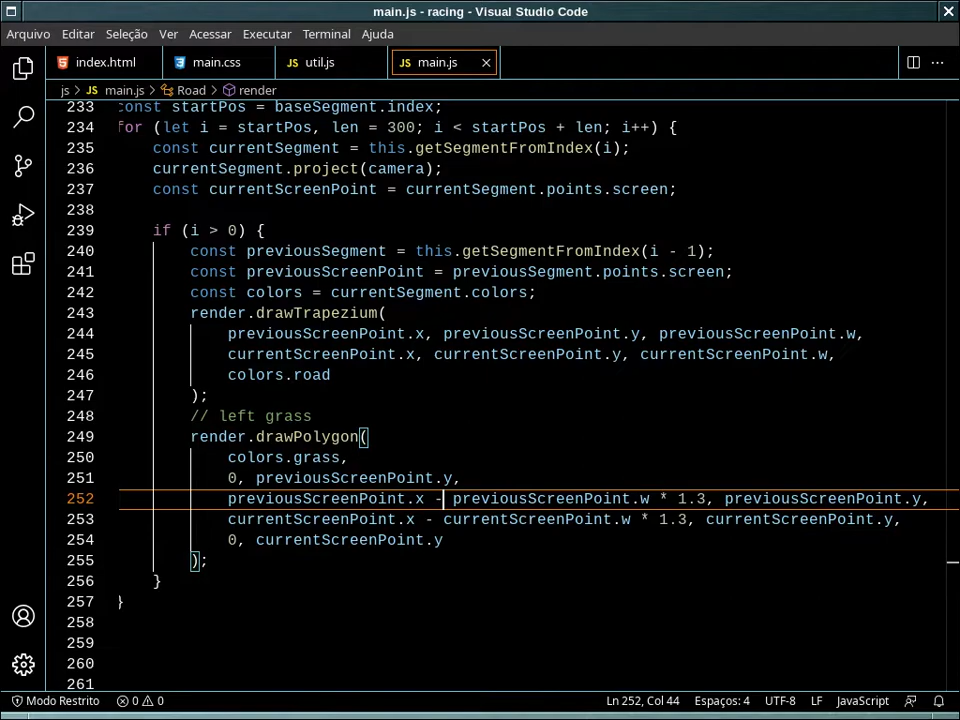 main.js - racing - Visual Studio Code
Arquivo Editar Seleção Ver Acessar Executar Terminal Ajuda
index.html main.css JS util.js JS main.js
js > JS main.js > Road > render
233 const startPos = baseSegment.index;
234 for (let i = startPos, len = 300; i < startPos + len; i++) {
235 const currentSegment = this.getSegmentFromIndex(i);
236 currentSegment.project(camera);
237 const currentScreenPoint = currentSegment.points.screen;
238
239 if (i > 0) {
240 const previousSegment = this.getSegmentFromIndex(i - 1);
241 const previousScreenPoint = previousSegment.points.screen;
242 const colors = currentSegment.colors;
243 render.drawTrapezium(
244 previousScreenPoint.x, previousScreenPoint.y, previousScreenPoint.w,
245 currentScreenPoint.x, currentScreenPoint.y, currentScreenPoint.w,
246 colors.road
247 );
248 // left grass
249 render.drawPolygon(
250 colors.grass,
251 0, previousScreenPoint.y,
252 previousScreenPoint.x - previousScreenPoint.w * 1.3, previousScreenPoint.y,
253 currentScreenPoint.x - currentScreenPoint.w * 1.3, currentScreenPoint.y,
254 0, currentScreenPoint.y
255 );
256 }
257 }
258
259
260
261
Modo Restrito 0 0 Ln 252, Col 44 Espaços: 4 UTF-8 LF JavaScript